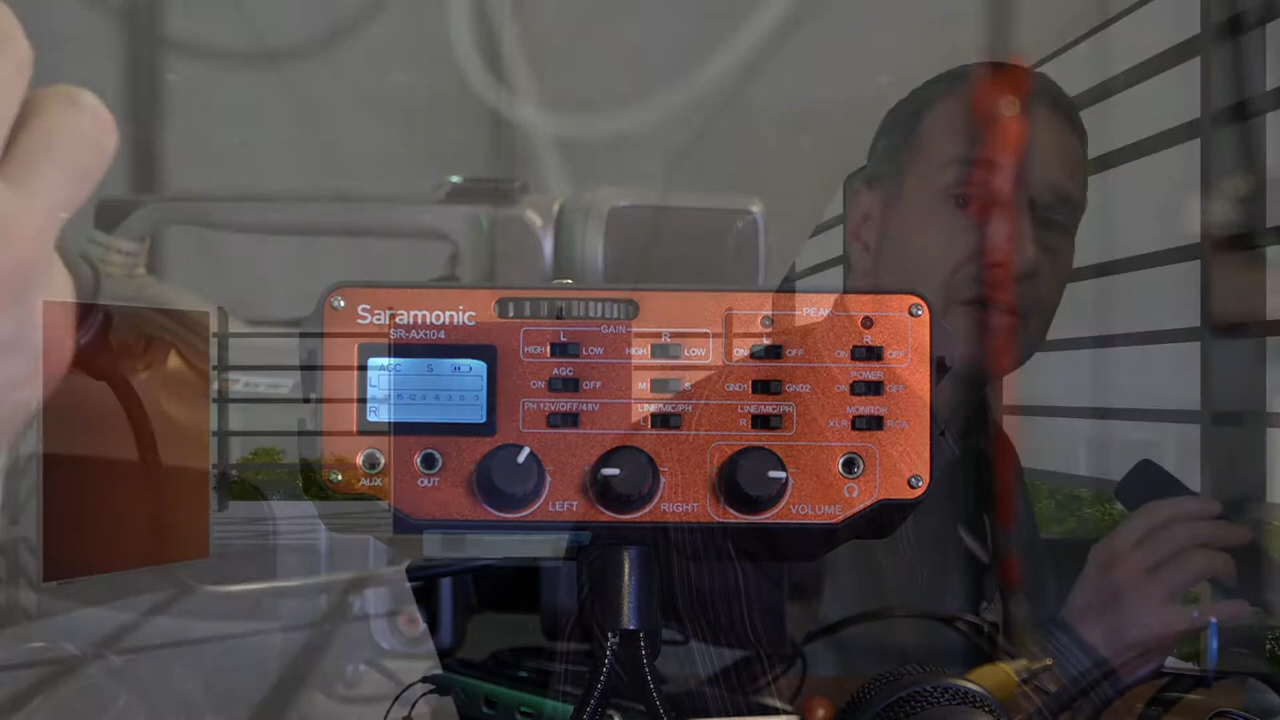 Saramonic
SR-AX104
GAIN
PEAK
L
R
L
R
HIGH
LOW
HIGH
LOW
ON
OFF
ON
OFF
AGC
POWER
ON
OFF
M
S
GND1
GND2
ON
OFF
PH 12V/OFF/48V
LINE/MIC/PH
LINE/MIC/PH
MONITOR
L
R
XLR
RCA
AGC
S
L
R
AUX
OUT
LEFT
RIGHT
VOLUME